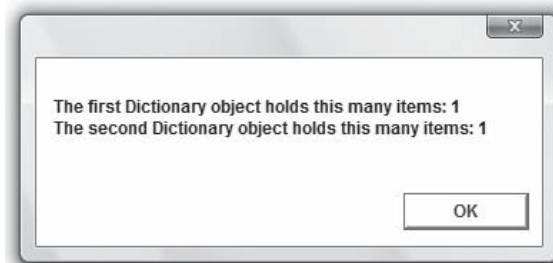 The first Dictionary object holds this many items: 1
The second Dictionary object holds this many items: 1
OK